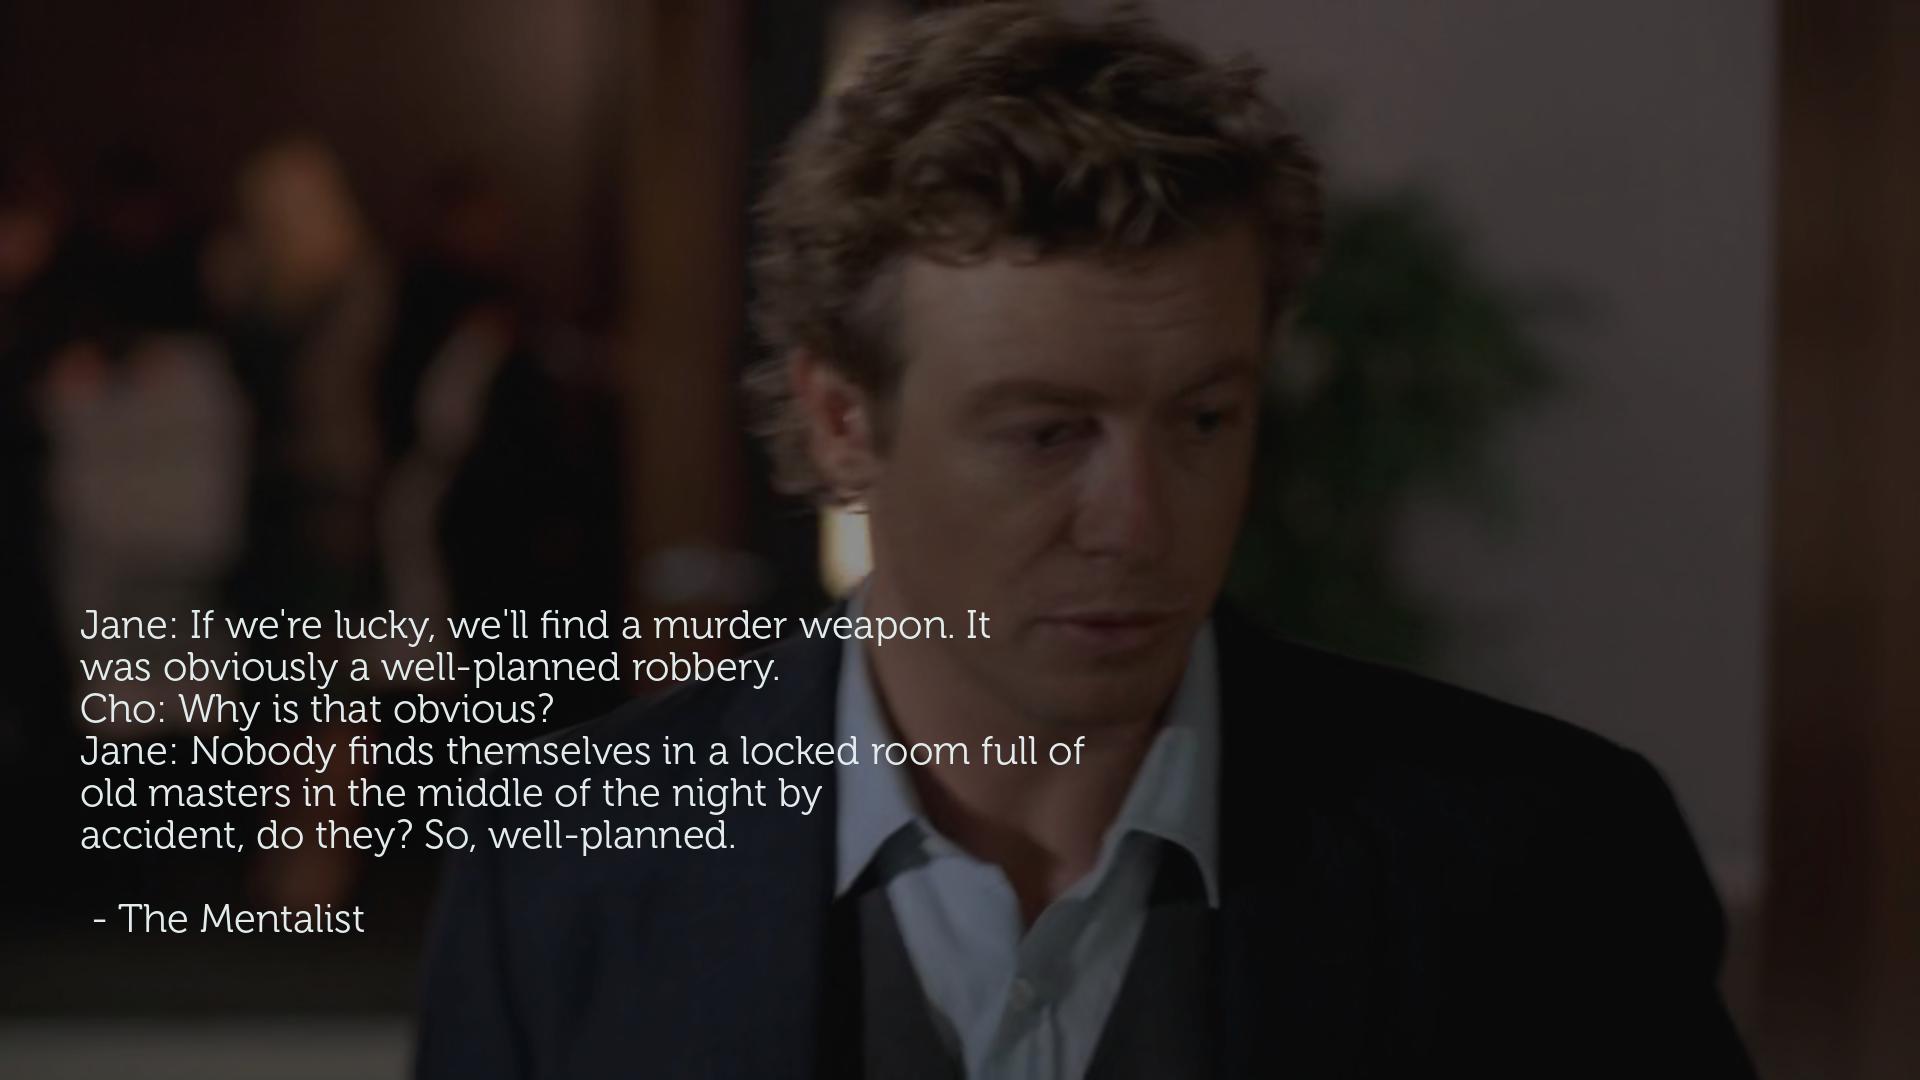 Jane: If we're lucky, we'll find a murder weapon. It
was obviously a well-planned robbery.
Cho: Why is that obvious?
Jane: Nobody finds themselves in a locked room full of
old masters in the middle of the night by
accident, do they? So, well-planned.
- The Mentalist